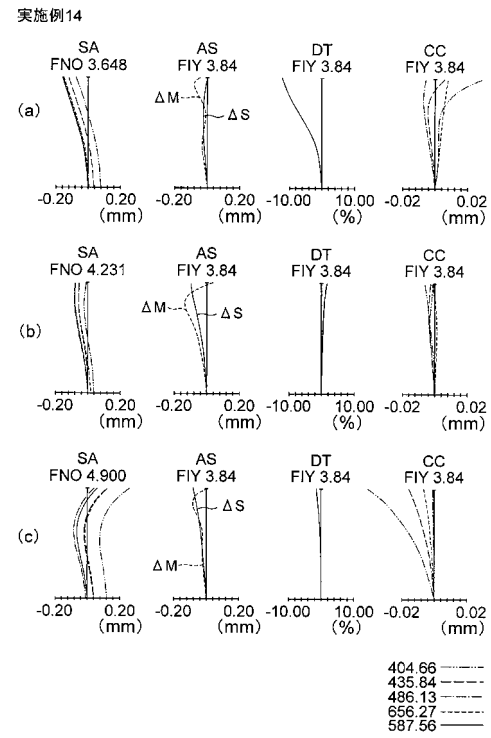 実施例14
SA AS DT CC
FNO 3.648 FIY 3.84 FIY 3.84 FIY 3.84
(a)
ΔM
ΔS
-0.20 0.20 -0.20 0.20 -10.00 10.00 -0.02 0.02
(mm) (mm) (%) (mm)
SA AS DT CC
FNO 4.231 FIY 3.84 FIY 3.84 FIY 3.84
(b)
ΔM ΔS
-0.20 0.20 -0.20 0.20 -10.00 10.00 -0.02 0.02
(mm) (mm) (%) (mm)
SA AS DT CC
FNO 4.900 FIY 3.84 FIY 3.84 FIY 3.84
(c)
ΔS
ΔM
-0.20 0.20 -0.20 0.20 -10.00 10.00 -0.02 0.02
(mm) (mm) (%) (mm)
404.66
435.84
486.13
656.27
587.56